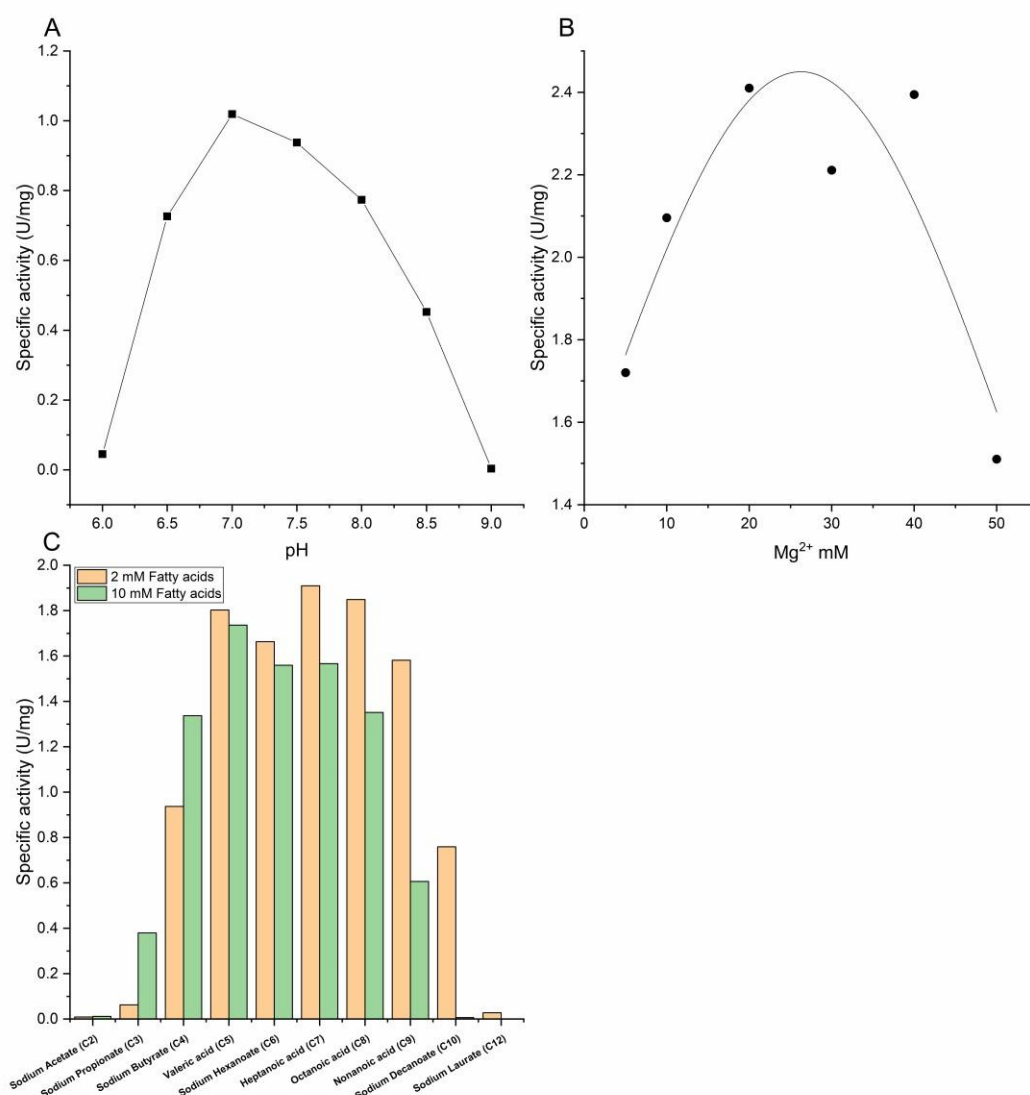 A
Specific activity (U/mg)
1.2
1.0
0.8
0.6
0.4
0.2
0.0
6.0 6.5 7.0 7.5 8.0 8.5 9.0
pH
B
Specific activity (U/mg)
2.4
2.2
2.0
1.8
1.6
1.4
0 10 20 30 40 50
Mg2+ mM
C
2 mM Fatty acids
10 mM Fatty acids
Specific activity (U/mg)
2.0
1.8
1.6
1.4
1.2
1.0
0.8
0.6
0.4
0.2
0.0
Sodium Acetate (C2)
Sodium Propionate (C3)
Sodium Butyrate (C4)
Valeric acid (C5)
Sodium Hexanoate (C6)
Heptanoic acid (C7)
Octanoic acid (C8)
Nonanoic acid (C9)
Sodium Decanoate (C10)
Sodium Laurate (C12)